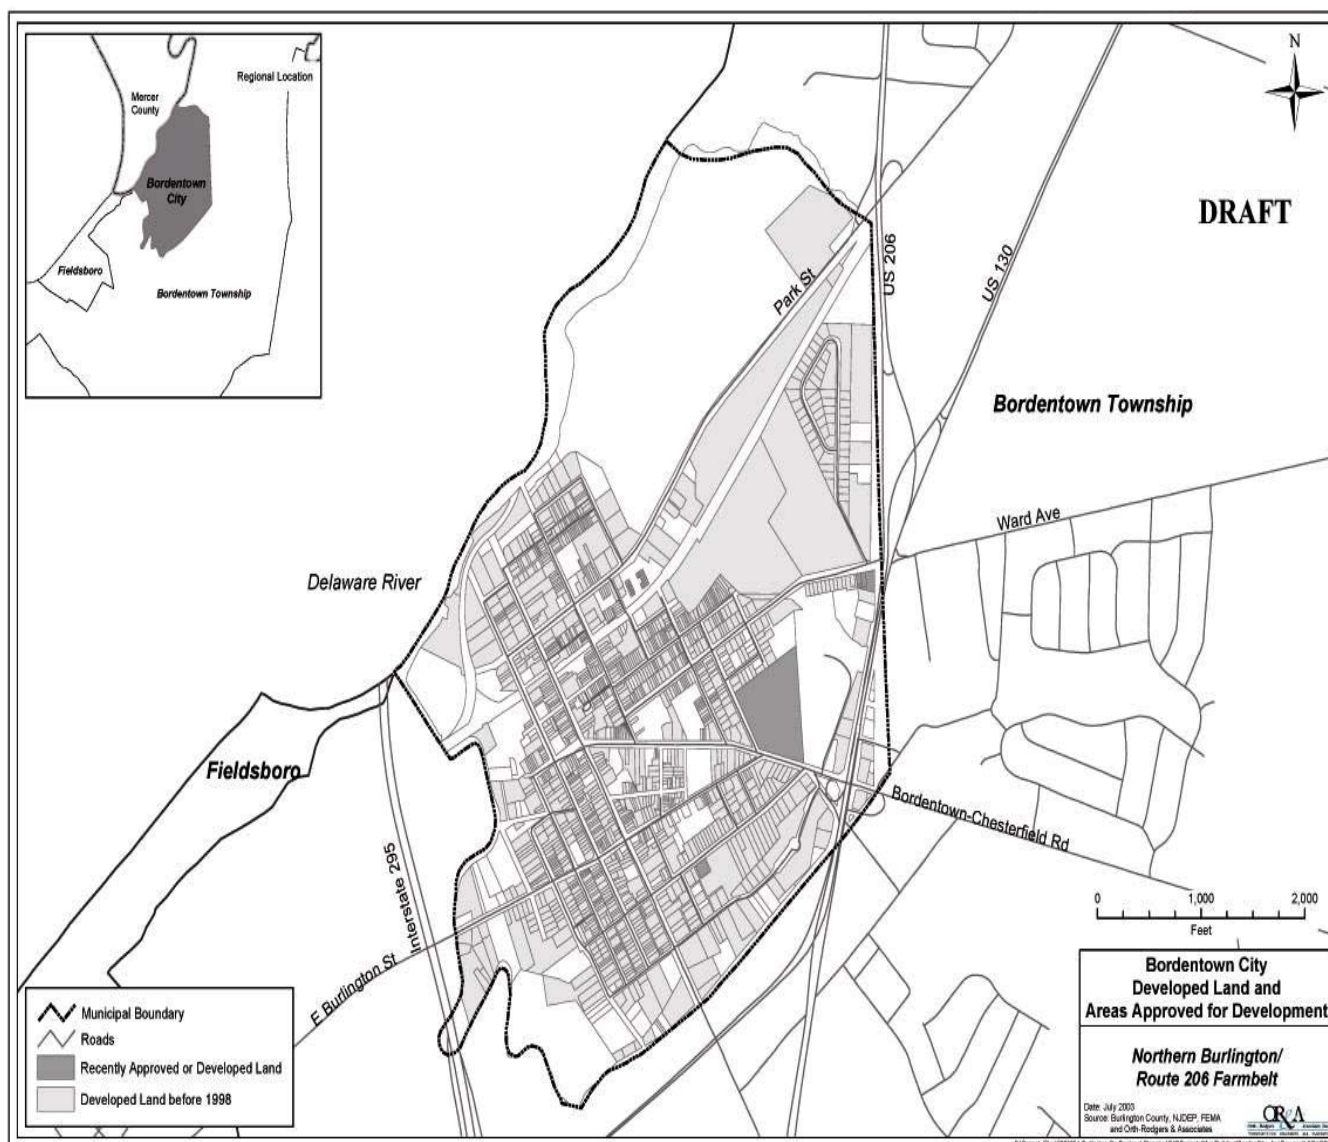 Regional Location
Mercer
County
Bordentown
City
Fieldsboro
Bordentown Township
N
DRAFT
US 206
US 130
Park St
Bordentown Township
Ward Ave
Delaware River
Fieldsboro
Interstate 295
E Burlington St
Bordentown-Chesterfield Rd
0 1,000 2,000
Feet
Municipal Boundary
Roads
Recently Approved or Developed Land
Developed Land before 1998
Bordentown City
Developed Land and
Areas Approved for Development
Northern Burlington/
Route 206 Farmbelt
Date: July 2003
Source: Burlington County, NJDEP, FEMA
and Orth-Rodgers & Associates
OR&A